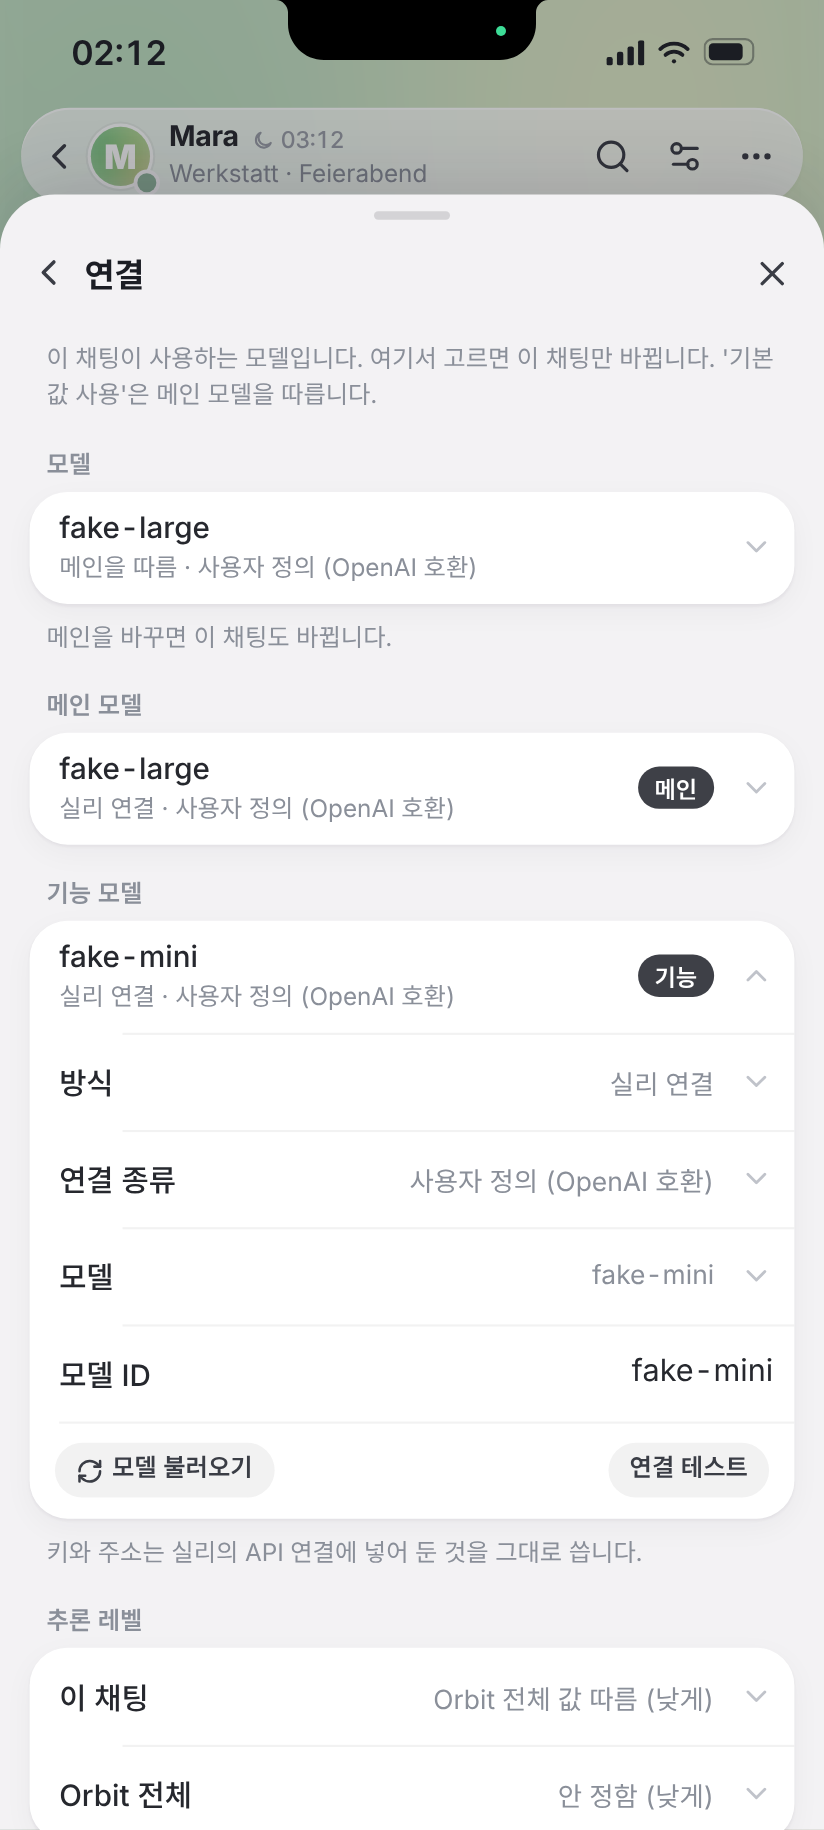 02:12
Mara 03:12
Werkstatt · Feierabend
M
연결
이 채팅이 사용하는 모델입니다. 여기서 고르면 이 채팅만 바뀝니다. '기본
값 사용'은 메인 모델을 따릅니다.
모델
fake-large
메인을 따름 · 사용자 정의 (OpenAI 호환)
메인을 바꾸면 이 채팅도 바뀝니다.
메인 모델
fake-large
실리 연결 · 사용자 정의 (OpenAI 호환)
메인
기능 모델
fake-mini
실리 연결 · 사용자 정의 (OpenAI 호환)
기능
방식 실리 연결
연결 종류 사용자 정의 (OpenAI 호환)
모델 fake-mini
모델 ID fake-mini
모델 불러오기 연결 테스트
키와 주소는 실리의 API 연결에 넣어 둔 것을 그대로 씁니다.
추론 레벨
이 채팅 Orbit 전체 값 따름 (낮게)
Orbit 전체 안 정함 (낮게)